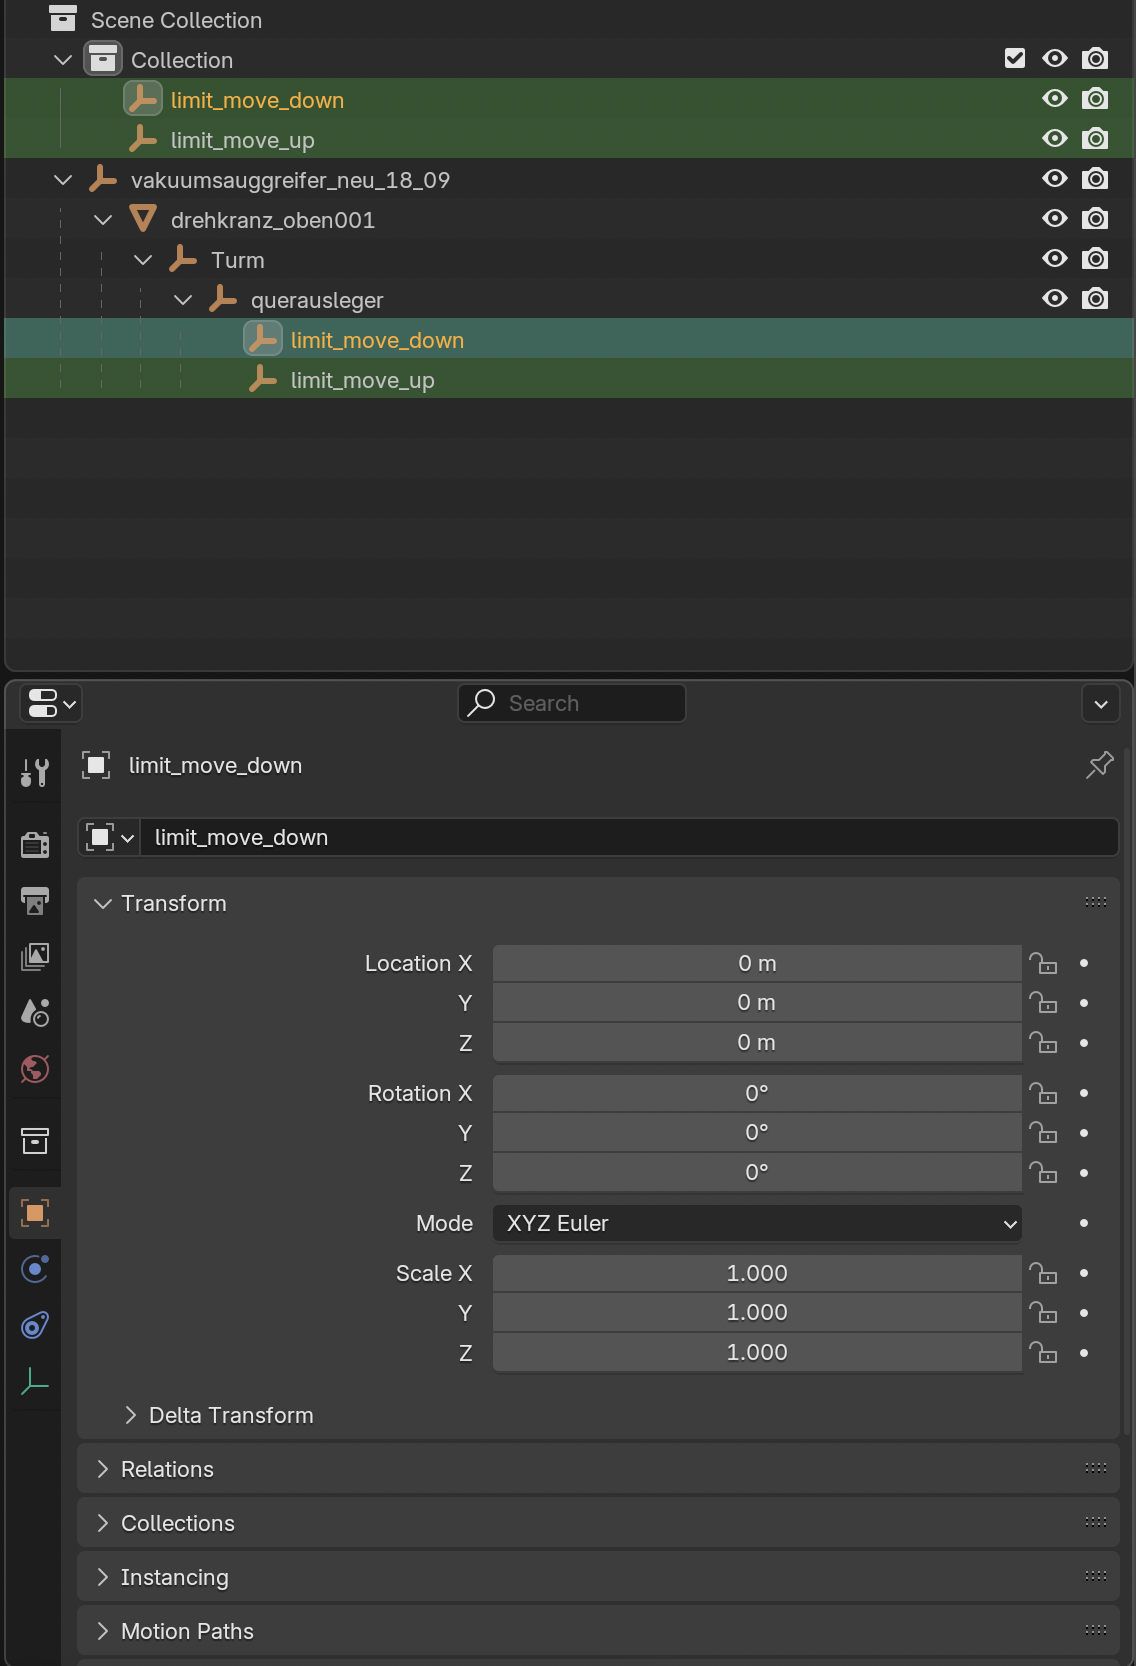 Scene Collection
Collection
limit_move_down
limit_move_up
vakuumsauggreifer_neu_18_09
drehkranz_oben001
Turm
querausleger
limit_move_down
limit_move_up
Search
limit_move_down
limit_move_down
Transform
Location X 0 m
Y 0 m
Z 0 m
Rotation X 0°
Y 0°
Z 0°
Mode XYZ Euler
Scale X 1.000
Y 1.000
Z 1.000
Delta Transform
Relations
Collections
Instancing
Motion Paths